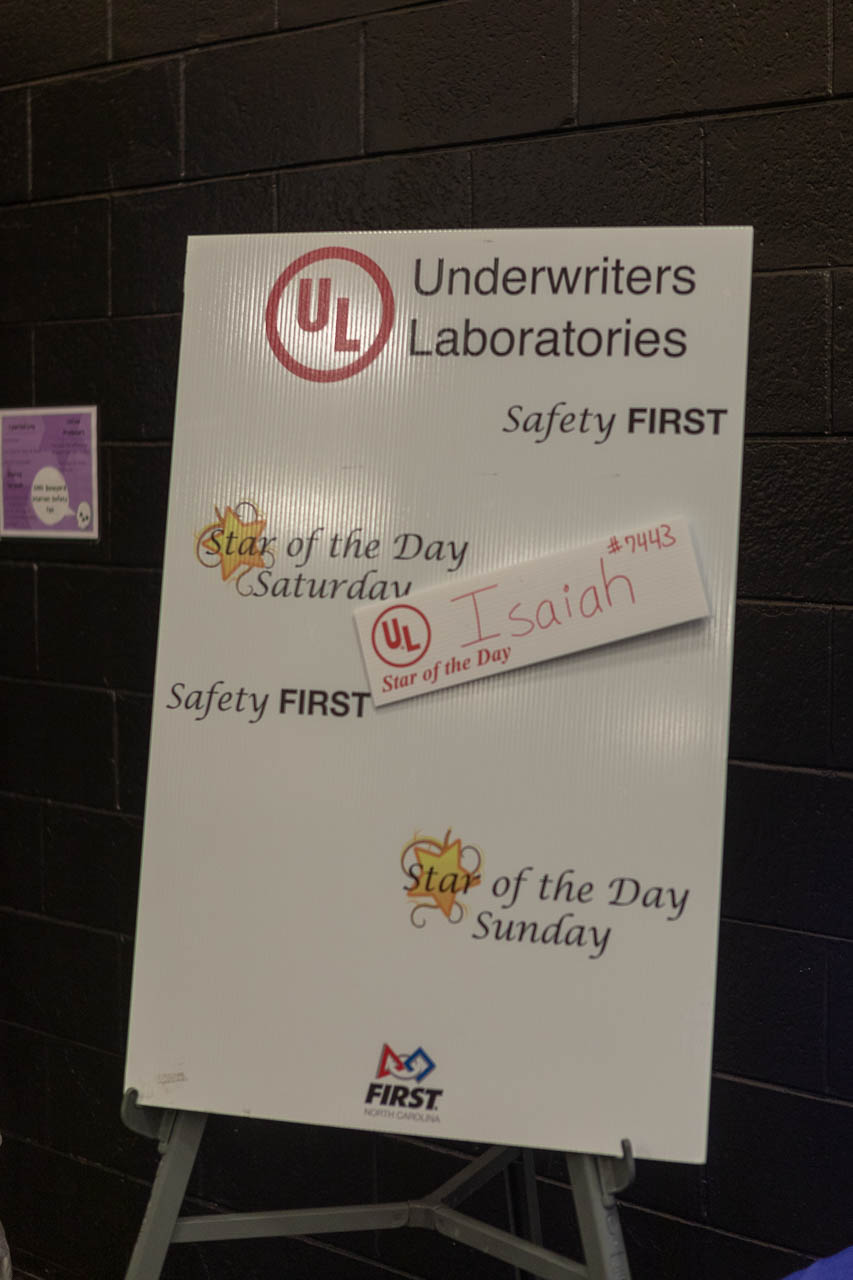 UL
Underwriters
Laboratories
Safety FIRST
Star of the Day
Saturday
#7443
UL Isaiah
Star of the Day
Safety FIRST
Star of the Day
Sunday
FIRST
NORTH CAROLINA